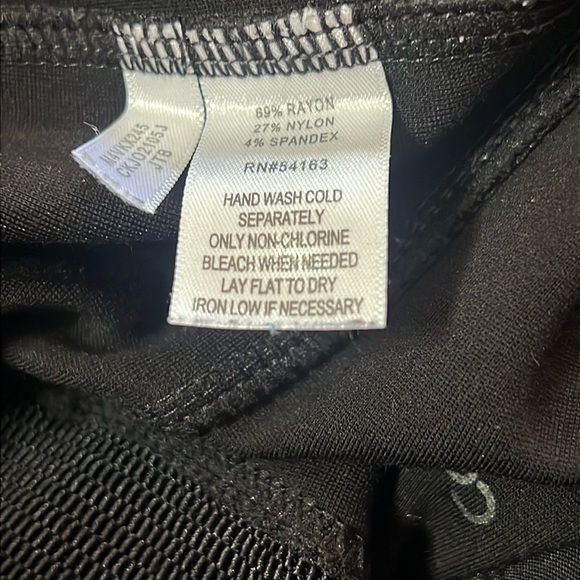 69% RAYON
27% NYLON
4% SPANDEX
RN#54163
HAND WASH COLD
SEPARATELY
ONLY NON-CHLORINE
BLEACH WHEN NEEDED
LAY FLAT TO DRY
IRON LOW IF NECESSARY
JTB